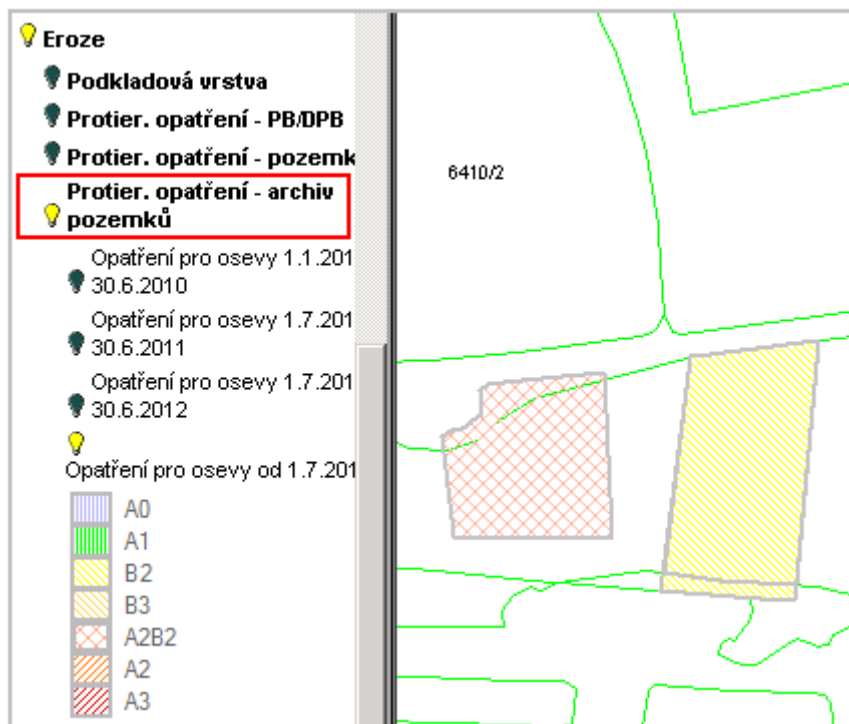 Eroze
Podkladová vrstva
Protier. opatření - PB/DPB
Protier. opatření - pozemk
Protier. opatření - archiv
pozemků
Opatření pro osevy 1.1.201
30.6.2010
Opatření pro osevy 1.7.201
30.6.2011
Opatření pro osevy 1.7.201
30.6.2012
Opatření pro osevy od 1.7.201
A0
A1
B2
B3
A2B2
A2
A3
6410/2